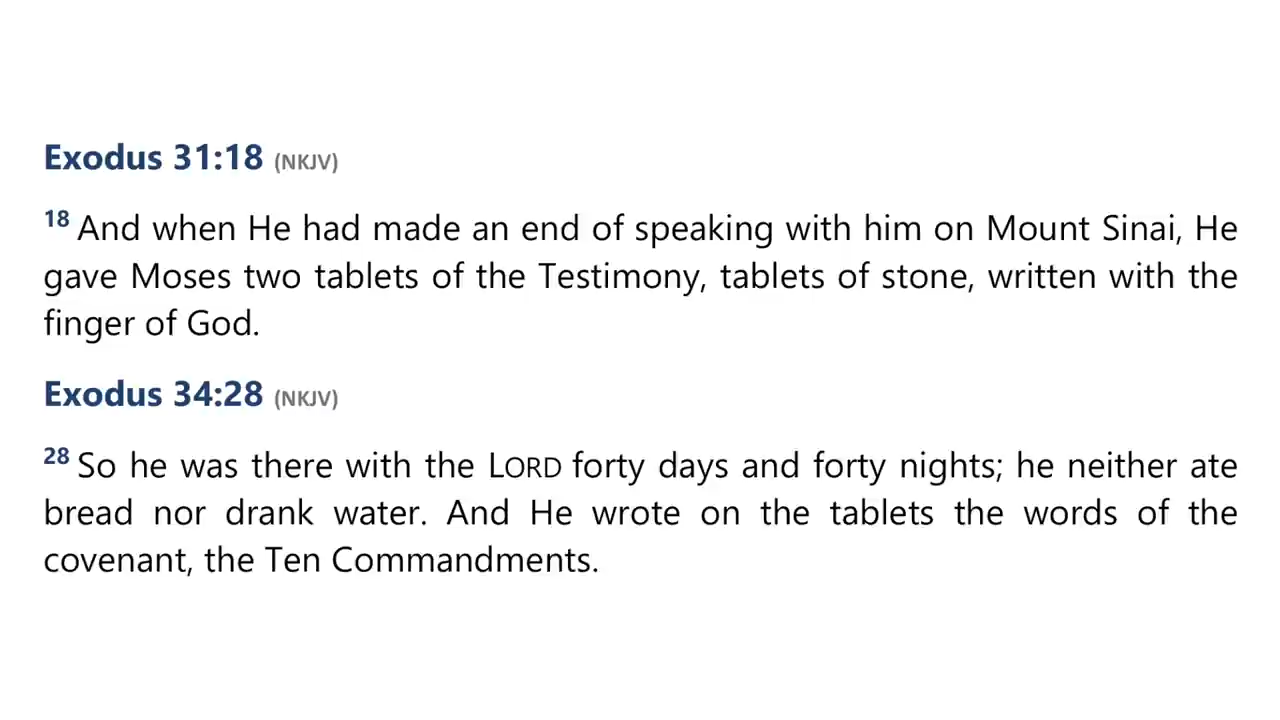 Exodus 31:18 (NKJV)
18 And when He had made an end of speaking with him on Mount Sinai, He
gave Moses two tablets of the Testimony, tablets of stone, written with the
finger of God.
Exodus 34:28 (NKJV)
28 So he was there with the LORD forty days and forty nights; he neither ate
bread nor drank water. And He wrote on the tablets the words of the
covenant, the Ten Commandments.